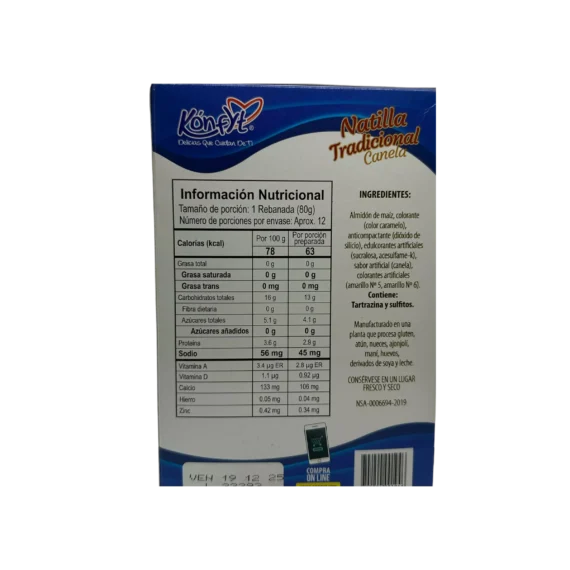 Kónfyt®
Delicias Que Cuidan De Ti
Natilla
Tradicional
Canela
Información Nutricional
Tamaño de porción: 1 Rebanada (80g)
Número de porciones por envase: Aprox. 12
Calorías (kcal) Por 100 g Por porción preparada
78 63
Grasa total 0 g 0 g
Grasa saturada 0 g 0 g
Grasa trans 0 mg 0 mg
Carbohidratos totales 16 g 13 g
Fibra dietaria 0 g 0 g
Azúcares totales 5.1 g 4.1 g
Azúcares añadidos 0 g 0 g
Proteína 3.6 g 2.8 g
Sodio 56 mg 45 mg
Vitamina A 3.4 µg ER 2.8 µg ER
Vitamina D 1.1 µg 0.92 µg
Calcio 133 mg 106 mg
Hierro 0.05 mg 0.04 mg
Zinc 0.42 mg 0.34 mg
INGREDIENTES:
Almidón de maíz, colorante
(color caramelo),
anticompactante (dióxido de
silicio), edulcorantes artificiales
(sucralosa, acesulfame-k),
sabor artificial (canela),
colorantes artificiales
(amarillo Nº 5, amarillo Nº 6).
Contiene:
Tartrazina y sulfitos.
Manufacturado en una
planta que procesa gluten,
atún, nueces, ajonjolí,
maní, huevos,
derivados de soya y leche.
CONSÉRVESE EN UN LUGAR
FRESCO Y SECO
NSA-0006694-2019
VEN 19 12 25
COMPRA
ON LINE